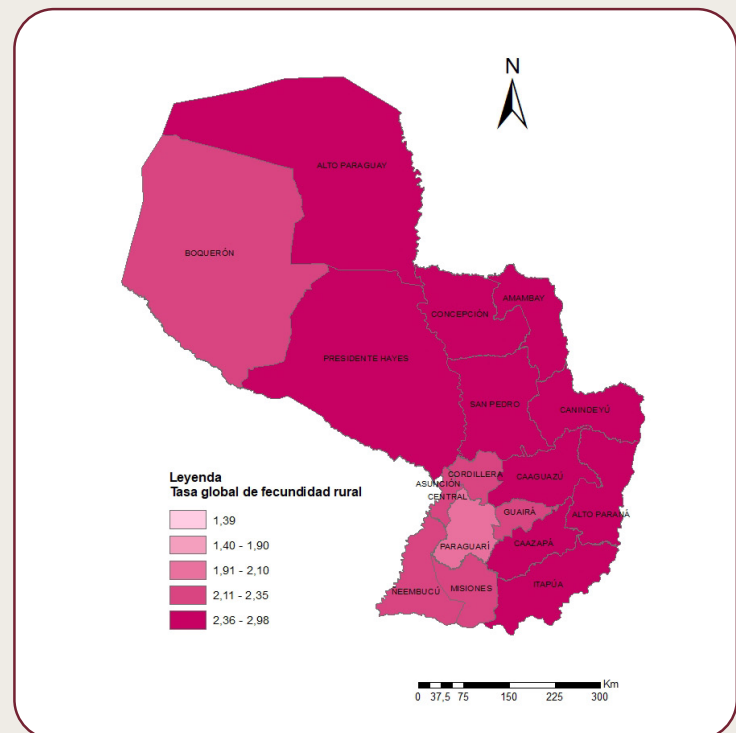 N
ALTO PARAGUAY
BOQUERÓN
AMAMBAY
CONCEPCIÓN
PRESIDENTE HAYES
SAN PEDRO
CANINDEYÚ
CORDILLERA
CAAGUAZÚ
ASUNCIÓN
CENTRAL
GUAIRÁ
ALTO PARANÁ
PARAGUARÍ
CAAZAPÁ
ÑEEMBUCÚ
MISIONES
ITAPÚA
Leyenda
Tasa global de fecundidad rural
1,39
1,40 - 1,90
1,91 - 2,10
2,11 - 2,35
2,36 - 2,98
Km
0 37,5 75 150 225 300